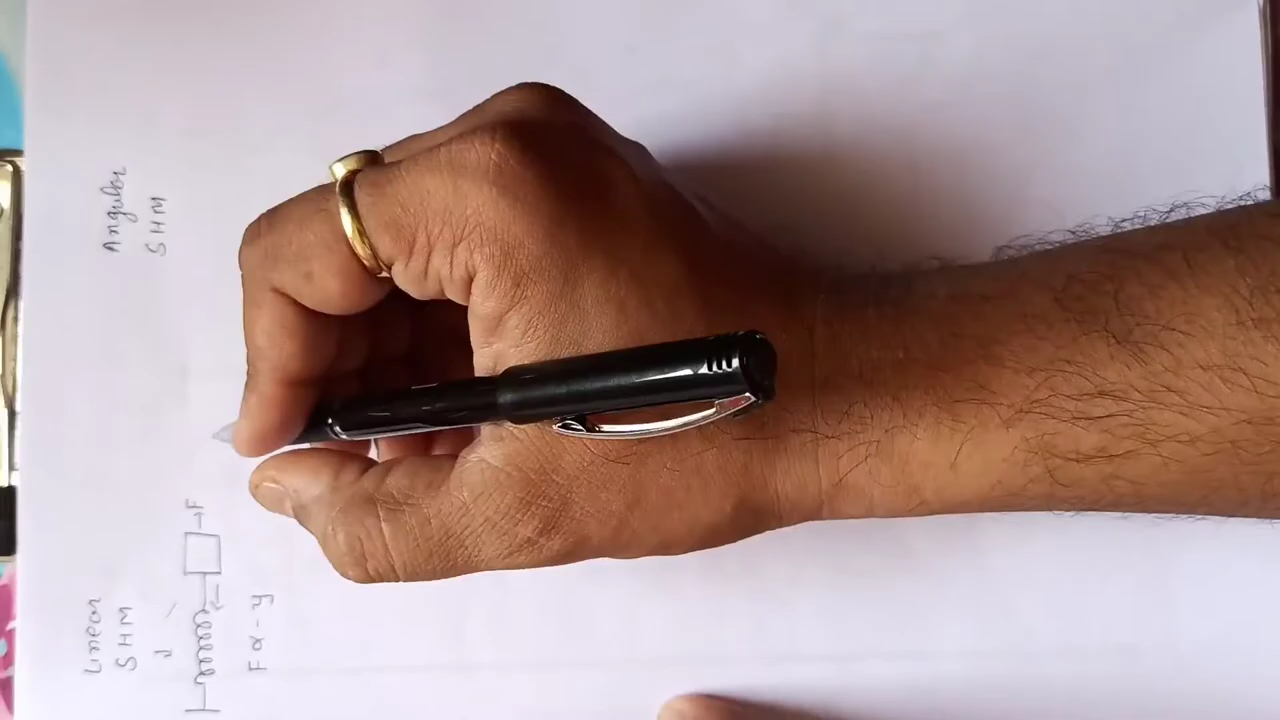 Linear
SHM
→ F
F α - y
Angular
SHM